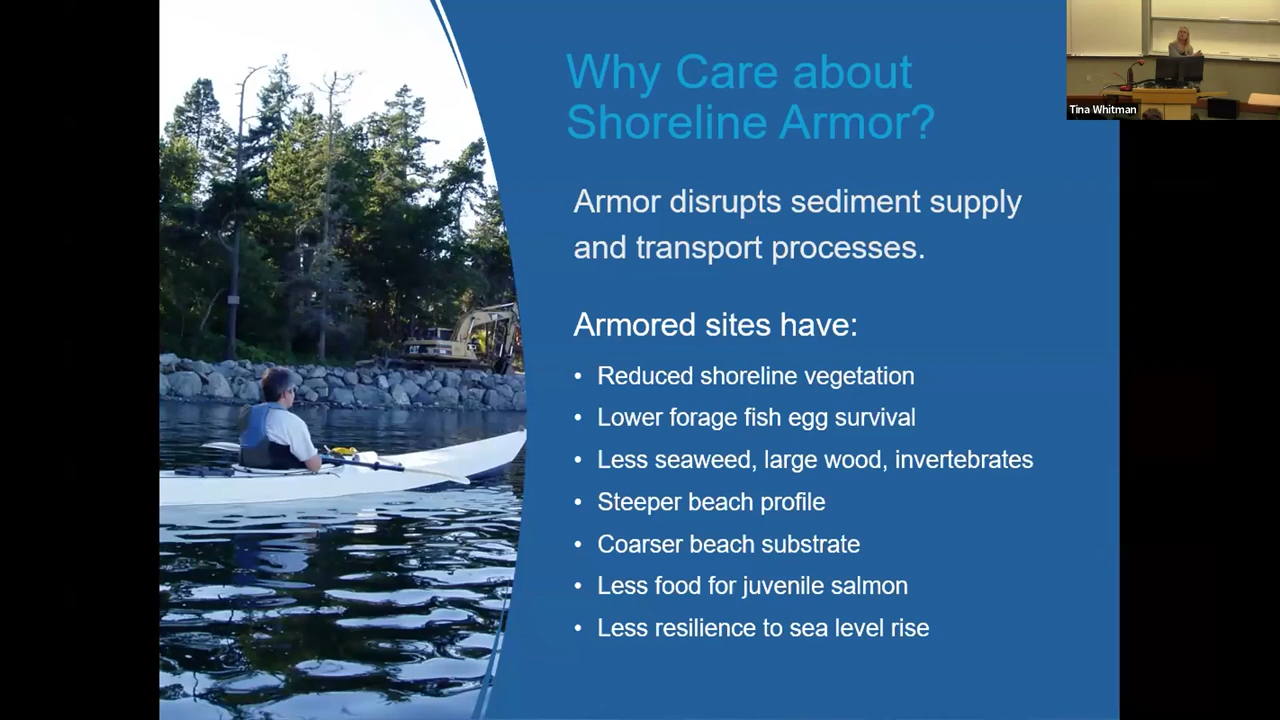 Why Care about
Shoreline Armor?
Tina Whitman
Armor disrupts sediment supply
and transport processes.
Armored sites have:
• Reduced shoreline vegetation
• Lower forage fish egg survival
• Less seaweed, large wood, invertebrates
• Steeper beach profile
• Coarser beach substrate
• Less food for juvenile salmon
• Less resilience to sea level rise
CAT